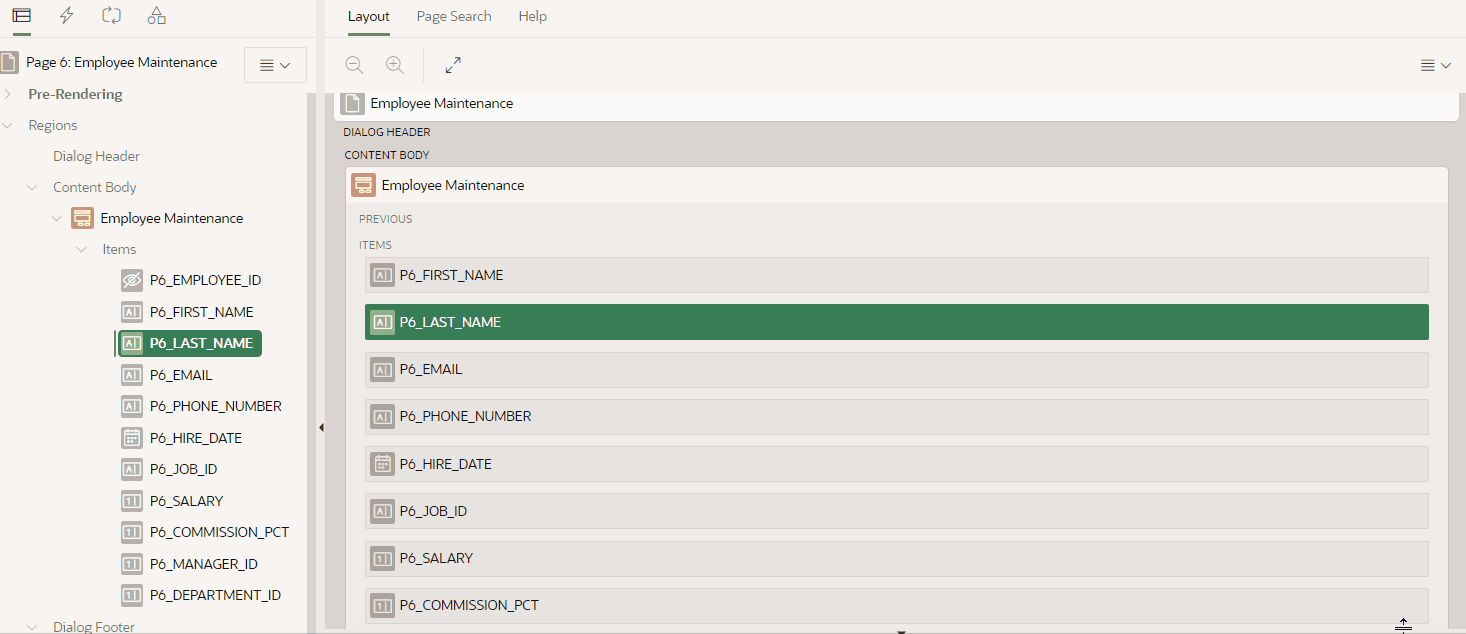 Layout
Page Search
Help
Page 6: Employee Maintenance
Pre-Rendering
Regions
Dialog Header
Content Body
Employee Maintenance
Items
P6_EMPLOYEE_ID
P6_FIRST_NAME
P6_LAST_NAME
P6_EMAIL
P6_PHONE_NUMBER
P6_HIRE_DATE
P6_JOB_ID
P6_SALARY
P6_COMMISSION_PCT
P6_MANAGER_ID
P6_DEPARTMENT_ID
Dialog Footer
Employee Maintenance
DIALOG HEADER
CONTENT BODY
Employee Maintenance
PREVIOUS
ITEMS
P6_FIRST_NAME
P6_LAST_NAME
P6_EMAIL
P6_PHONE_NUMBER
P6_HIRE_DATE
P6_JOB_ID
P6_SALARY
P6_COMMISSION_PCT